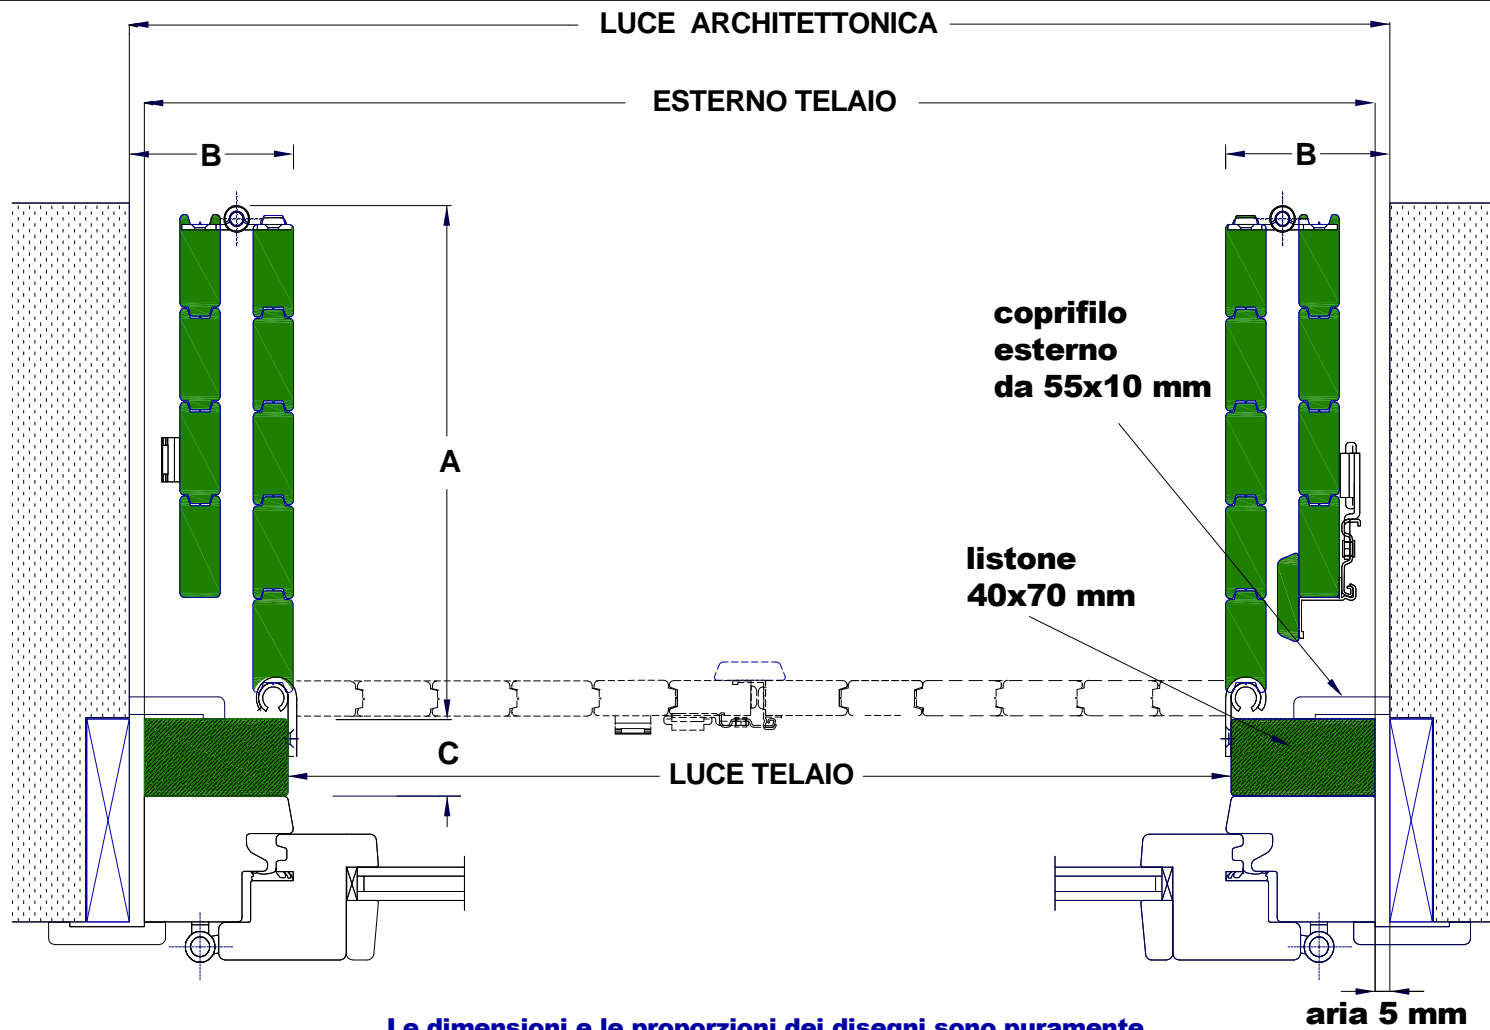 LUCE ARCHITETTONICA
ESTERNO TELAIO
B
B
coprifilo
esterno
da 55x10 mm
A
listone
40x70 mm
C
LUCE TELAIO
aria 5 mm
Le dimensioni e le proporzioni dei disegni sono puramente